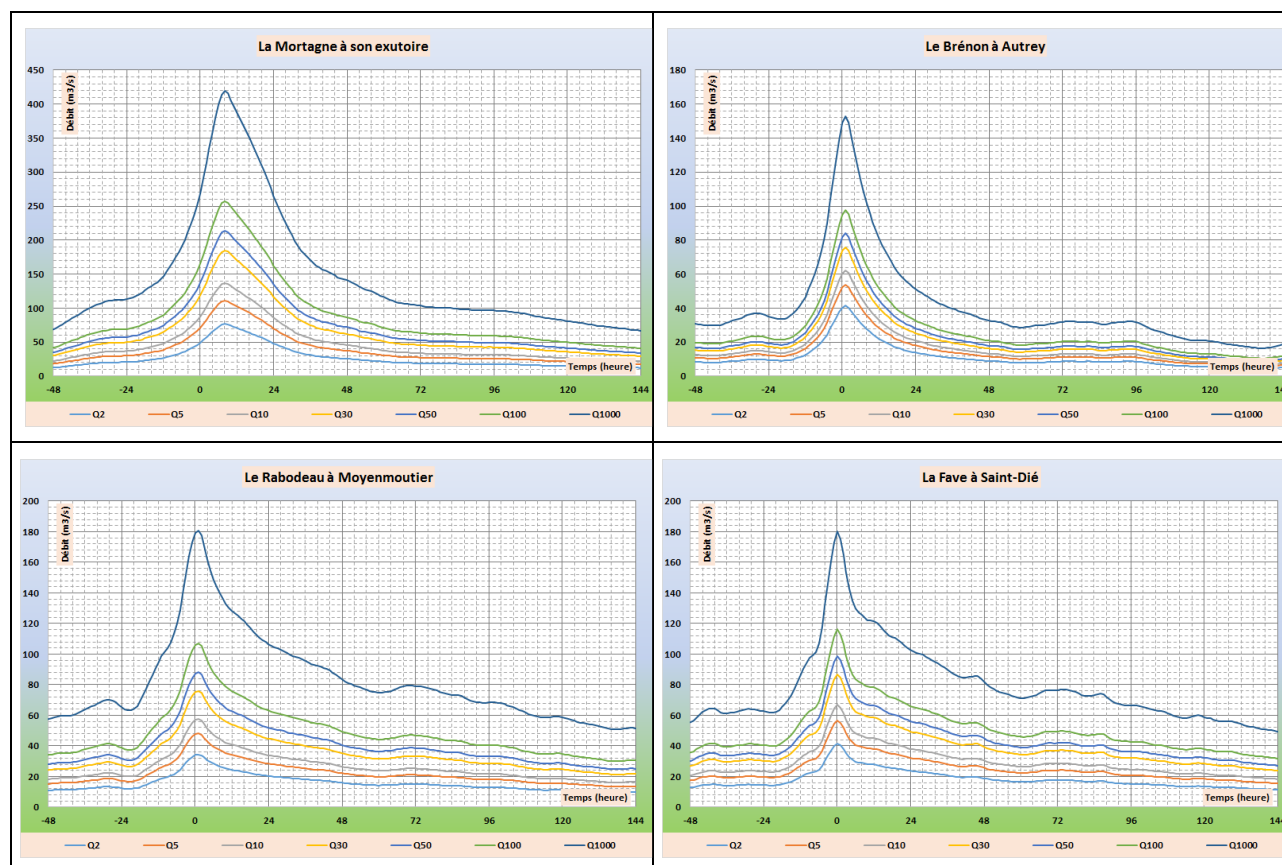 La Mortagne à son exutoire
Débit (m3/s)
450
400
350
300
250
200
150
100
50
0
Temps (heure)
-48 -24 0 24 48 72 96 120 144
Q2 Q5 Q10 Q30 Q50 Q100 Q1000
Le Brénon à Autrey
Débit (m3/s)
180
160
140
120
100
80
60
40
20
0
Temps (heure)
-48 -24 0 24 48 72 96 120 144
Q2 Q5 Q10 Q30 Q50 Q100 Q1000
Le Rabodeau à Moyenmoutier
Débit (m3/s)
200
180
160
140
120
100
80
60
40
20
0
Temps (heure)
-48 -24 0 24 48 72 96 120 144
Q2 Q5 Q10 Q30 Q50 Q100 Q1000
La Fave à Saint-Dié
Débit (m3/s)
200
180
160
140
120
100
80
60
40
20
0
Temps (heure)
-48 -24 0 24 48 72 96 120 144
Q2 Q5 Q10 Q30 Q50 Q100 Q1000